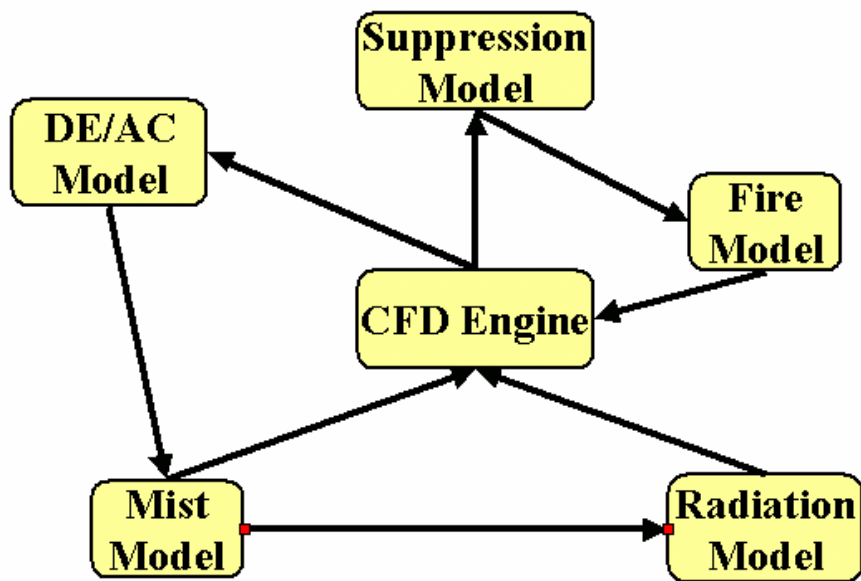 Suppression
Model
DE/AC
Model
Fire
Model
CFD Engine
Mist
Model
Radiation
Model